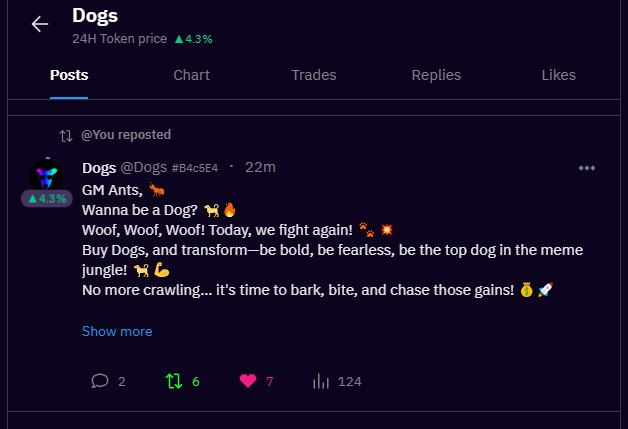 Dogs
24H Token price ▲4.3%
Posts Chart Trades Replies Likes
@You reposted
Dogs @Dogs #B4c5E4 · 22m
▲4.3%
GM Ants, 🐜
Wanna be a Dog? 🐕🔥
Woof, Woof, Woof! Today, we fight again! 🐾 💥
Buy Dogs, and transform—be bold, be fearless, be the top dog in the meme
jungle! 🐕💪
No more crawling... it's time to bark, bite, and chase those gains! 💰🚀
Show more
2 6 7 124